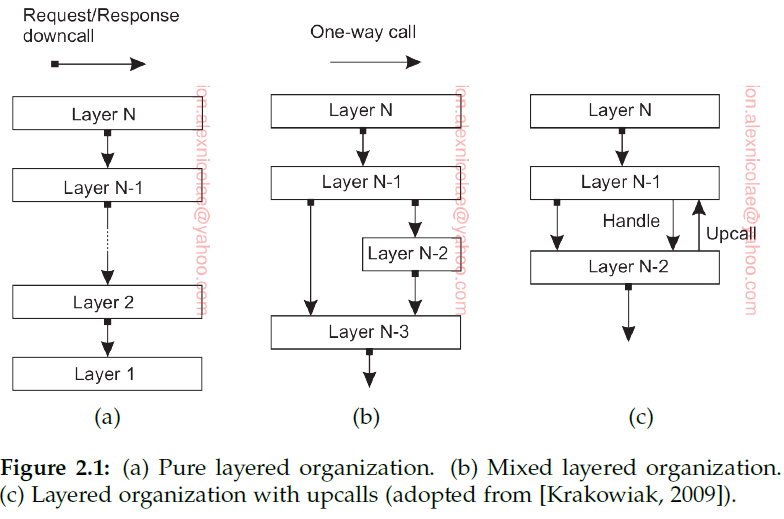 Request/Response
downcall
One-way call
Layer N
Layer N-1
Layer 2
Layer 1
(a)
Layer N
Layer N-1
Layer N-2
Layer N-3
(b)
Layer N
Layer N-1
Handle
Upcall
Layer N-2
(c)
ion.alexnicolae@yahoo.com
ion.alexnicolae@yahoo.com
ion.alexnicolae@yahoo.com
Figure 2.1: (a) Pure layered organization. (b) Mixed layered organization.
(c) Layered organization with upcalls (adopted from [Krakowiak, 2009]).